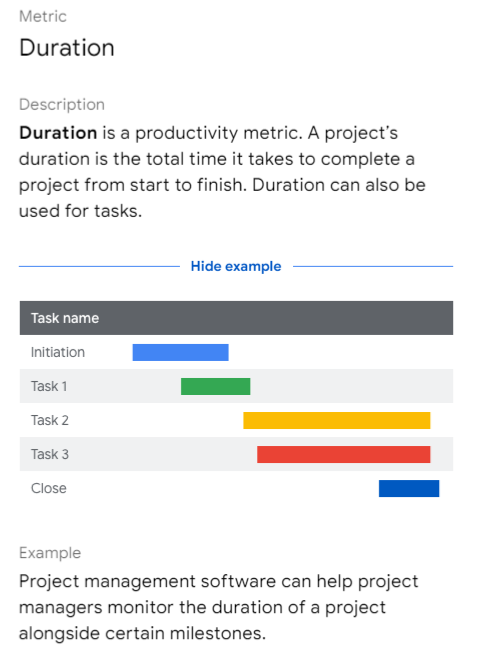 Metric
Duration
Description
Duration is a productivity metric. A project's
duration is the total time it takes to complete a
project from start to finish. Duration can also be
used for tasks.
Hide example
Task name
Initiation
Task 1
Task 2
Task 3
Close
Example
Project management software can help project
managers monitor the duration of a project
alongside certain milestones.